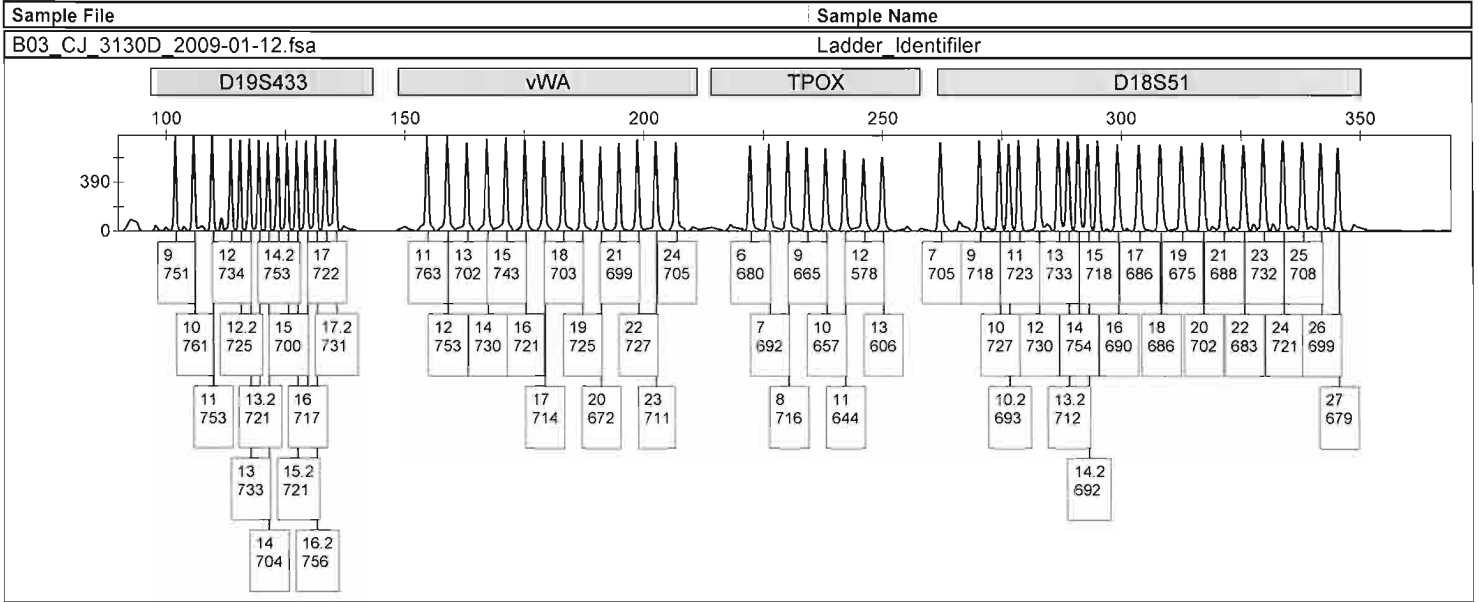 Sample File Sample Name
B03_CJ_3130D_2009-01-12.fsa Ladder_Identifiler
D19S433 vWA TPOX D18S51
100 150 200 250 300 350
390
0
9 12 14.2 17 11 13 15 18 21 24 6 9 12 7 9 11 13 15 17 19 21 23 25
751 734 753 722 763 702 743 703 699 705 680 665 578 705 718 723 733 718 686 675 688 732 708
10 12.2 15 17.2 12 14 16 19 22 7 10 13 10 12 14 16 18 20 22 24 26
761 725 700 731 753 730 721 725 727 692 657 606 727 730 754 690 686 702 683 721 699
11 13.2 16 17 20 23 8 11 10.2 13.2 27
753 721 717 714 672 711 716 644 693 712 679
13 15.2 14.2
733 721 692
14 16.2
704 756